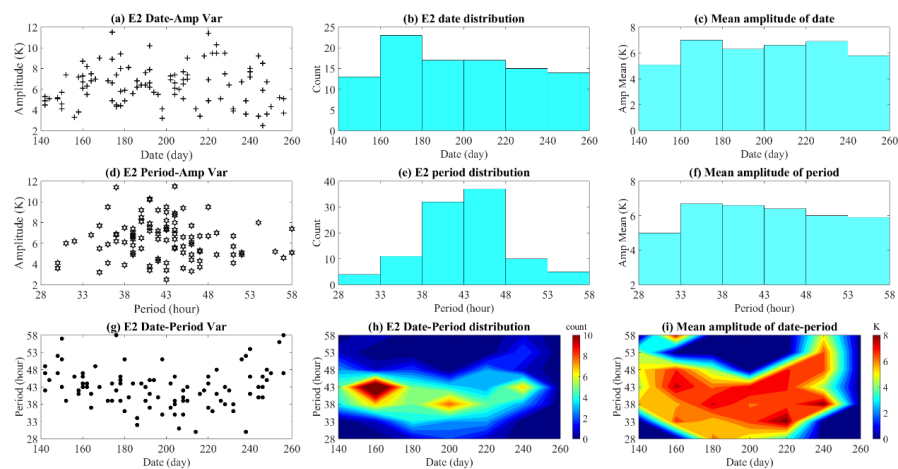 (a) E2 Date-Amp Var
(b) E2 date distribution
(c) Mean amplitude of date
12
10
8
6
4
2
Amplitude (K)
140 160 180 200 220 240 260
Date (day)
25
20
15
10
5
0
Count
140 160 180 200 220 240 260
Date (day)
8
6
4
2
0
Amp Mean (K)
140 160 180 200 220 240 260
Date (day)
(d) E2 Period-Amp Var
(e) E2 period distribution
(f) Mean amplitude of period
12
10
8
6
4
2
Amplitude (K)
28 33 38 43 48 53 58
Period (hour)
40
30
20
10
0
Count
28 33 38 43 48 53 58
Period (hour)
8
6
4
2
Amp Mean (K)
28 33 38 43 48 53 58
Period (hour)
(g) E2 Date-Period Var
(h) E2 Date-Period distribution
count
(i) Mean amplitude of date-period
K
58
53
48
43
38
33
28
Period (hour)
140 160 180 200 220 240 260
Date (day)
58
53
48
43
38
33
28
Period (hour)
140 160 180 200 220 240 260
Date (day)
10
8
6
4
2
0
58
53
48
43
38
33
28
Period (hour)
140 160 180 200 220 240 260
Date (day)
8
6
4
2
0